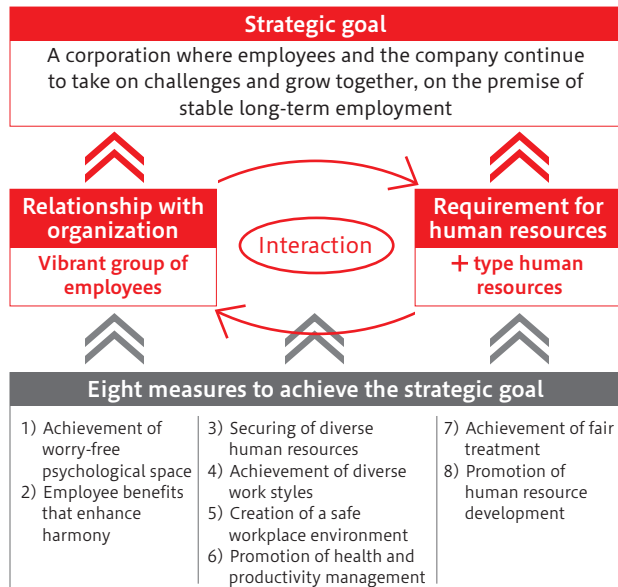 Strategic goal
A corporation where employees and the company continue
to take on challenges and grow together, on the premise of
stable long-term employment
Relationship with
organization
Vibrant group of
employees
Interaction
Requirement for
human resources
+ type human
resources
Eight measures to achieve the strategic goal
1) Achievement of
worry-free
psychological space
2) Employee benefits
that enhance
harmony
3) Securing of diverse
human resources
4) Achievement of diverse
work styles
5) Creation of a safe
workplace environment
6) Promotion of health and
productivity management
7) Achievement of fair
treatment
8) Promotion of
human resource
development